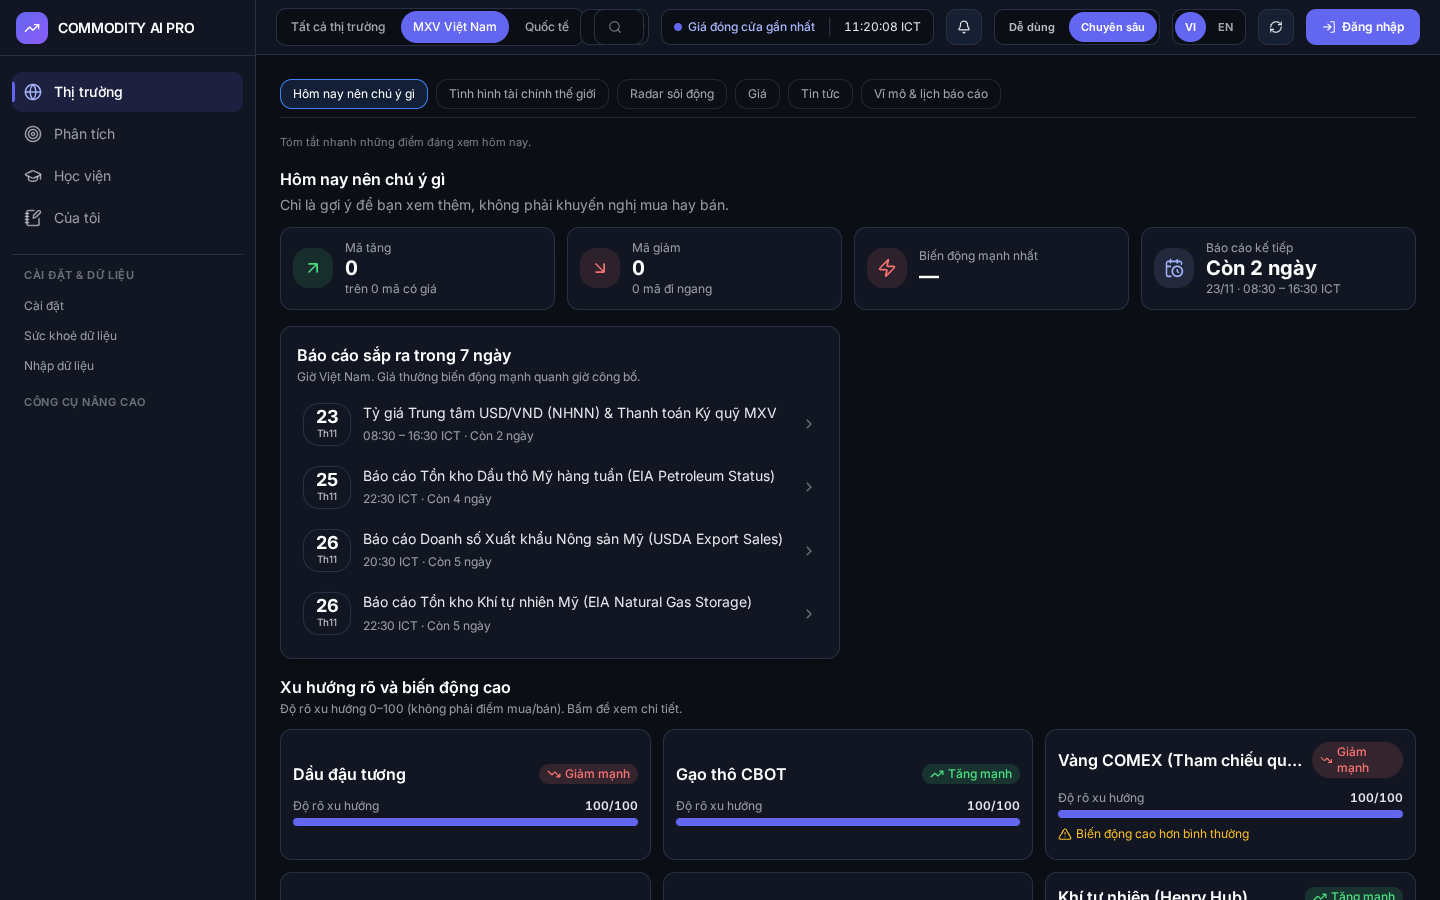 COMMODITY AI PRO
Tất cả thị trường
MXV Việt Nam
Quốc tế
Giá đóng cửa gần nhất
11:20:08 ICT
Dễ dùng
Chuyên sâu
VI
EN
Đăng nhập
Thị trường
Phân tích
Học viện
Của tôi
CÀI ĐẶT & DỮ LIỆU
Cài đặt
Sức khoẻ dữ liệu
Nhập dữ liệu
CÔNG CỤ NÂNG CAO
Hôm nay nên chú ý gì
Tình hình tài chính thế giới
Radar sôi động
Giá
Tin tức
Vĩ mô & lịch báo cáo
Tóm tắt nhanh những điểm đáng xem hôm nay.
Hôm nay nên chú ý gì
Chỉ là gợi ý để bạn xem thêm, không phải khuyến nghị mua hay bán.
Mã tăng
0
trên 0 mã có giá
Mã giảm
0
0 mã đi ngang
Biến động mạnh nhất
—
Báo cáo kế tiếp
Còn 2 ngày
23/11 · 08:30 – 16:30 ICT
Báo cáo sắp ra trong 7 ngày
Giờ Việt Nam. Giá thường biến động mạnh quanh giờ công bố.
23
Th11
Tỷ giá Trung tâm USD/VND (NHNN) & Thanh toán Ký quỹ MXV
08:30 – 16:30 ICT · Còn 2 ngày
25
Th11
Báo cáo Tồn kho Dầu thô Mỹ hàng tuần (EIA Petroleum Status)
22:30 ICT · Còn 4 ngày
26
Th11
Báo cáo Doanh số Xuất khẩu Nông sản Mỹ (USDA Export Sales)
20:30 ICT · Còn 5 ngày
26
Th11
Báo cáo Tồn kho Khí tự nhiên Mỹ (EIA Natural Gas Storage)
22:30 ICT · Còn 5 ngày
Xu hướng rõ và biến động cao
Độ rõ xu hướng 0–100 (không phải điểm mua/bán). Bấm để xem chi tiết.
Dầu đậu tương
Giảm mạnh
Độ rõ xu hướng
100/100
Gạo thô CBOT
Tăng mạnh
Độ rõ xu hướng
100/100
Vàng COMEX (Tham chiếu qu...
Giảm
mạnh
Độ rõ xu hướng
100/100
Biến động cao hơn bình thường
Khí tự nhiên (Henry Hub)
Tăng mạnh